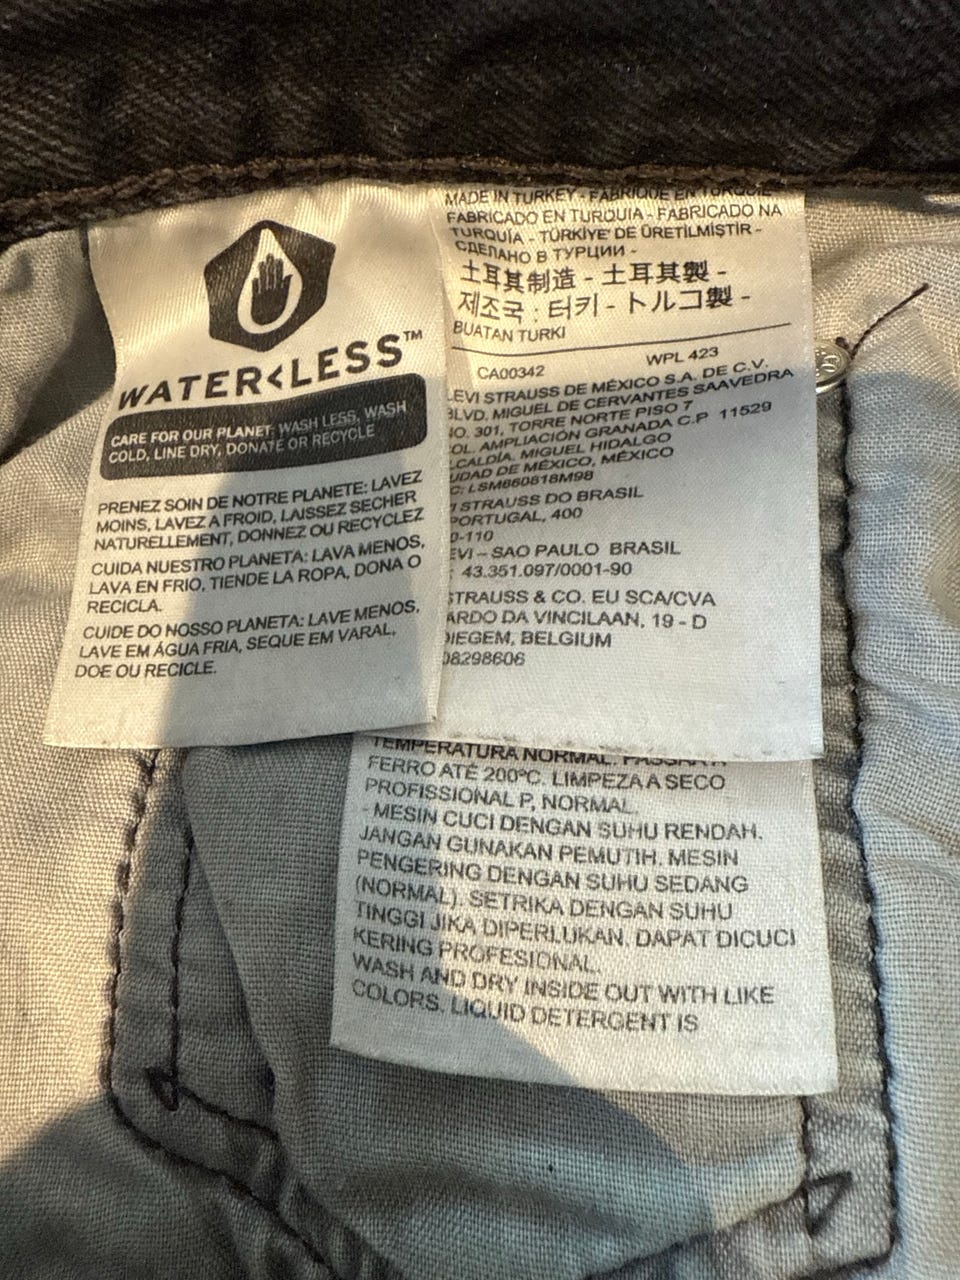 WATER<LESS™
CARE FOR OUR PLANET: WASH LESS, WASH
COLD, LINE DRY, DONATE OR RECYCLE
PRENEZ SOIN DE NOTRE PLANETE: LAVEZ
MOINS, LAVEZ A FROID, LAISSEZ SECHER
NATURELLEMENT, DONNEZ OU RECYCLEZ
CUIDA NUESTRO PLANETA: LAVA MENOS,
LAVA EN FRIO, TIENDE LA ROPA, DONA O
RECICLA.
CUIDE DO NOSSO PLANETA: LAVE MENOS,
LAVE EM ÁGUA FRIA, SEQUE EM VARAL,
DOE OU RECICLE.
MADE IN TURKEY - FABRIQUE EN TURQUIE
FABRICADO EN TURQUIA - FABRICADO NA
TURQUÍA - TÜRKİYE' DE ÜRETİLMİŞTİR -
СДЕЛАНО В ТУРЦИИ -
土耳其制造 - 土耳其製 -
제조국 : 터키 - トルコ製 -
BUATAN TURKI
CA00342 WPL 423
LEVI STRAUSS DE MÉXICO S.A. DE C.V.
BLVD. MIGUEL DE CERVANTES SAAVEDRA
NO. 301, TORRE NORTE PISO 7
OL. AMPLIACIÓN GRANADA C.P 11529
LCALDÍA. MIGUEL HIDALGO
UDAD DE MÉXICO, MÉXICO
C: LSM860818M98
I STRAUSS DO BRASIL
PORTUGAL, 400
0-110
EVI – SAO PAULO BRASIL
: 43.351.097/0001-90
STRAUSS & CO. EU SCA/CVA
ARDO DA VINCILAAN, 19 - D
DIEGEM, BELGIUM
08298606
TEMPERATURA NORMAL. PASSAR A
FERRO ATÉ 200ºC. LIMPEZA A SECO
PROFISSIONAL P, NORMAL.
- MESIN CUCI DENGAN SUHU RENDAH.
JANGAN GUNAKAN PEMUTIH. MESIN
PENGERING DENGAN SUHU SEDANG
(NORMAL). SETRIKA DENGAN SUHU
TINGGI JIKA DIPERLUKAN. DAPAT DICUCI
KERING PROFESIONAL.
WASH AND DRY INSIDE OUT WITH LIKE
COLORS. LIQUID DETERGENT IS